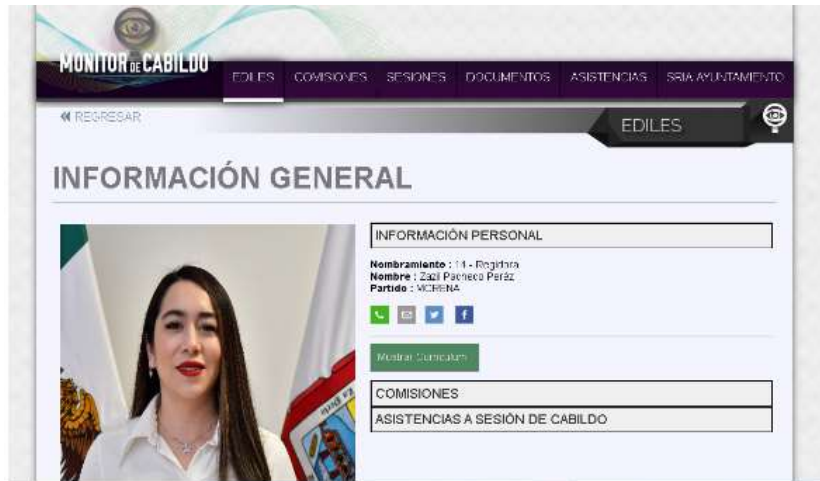 MONITOR DE CABILDO
EDILES COMISIONES SESIONES DOCUMENTOS ASISTENCIAS SRIA AYUNTAMIENTO
REGRESAR
EDILES
INFORMACIÓN GENERAL
INFORMACIÓN PERSONAL
Nombramiento : 14 - Regidora
Nombre : Zazil Pacheco Peréz
Partido : MORENA
Mostrar Curriculum
COMISIONES
ASISTENCIAS A SESIÓN DE CABILDO